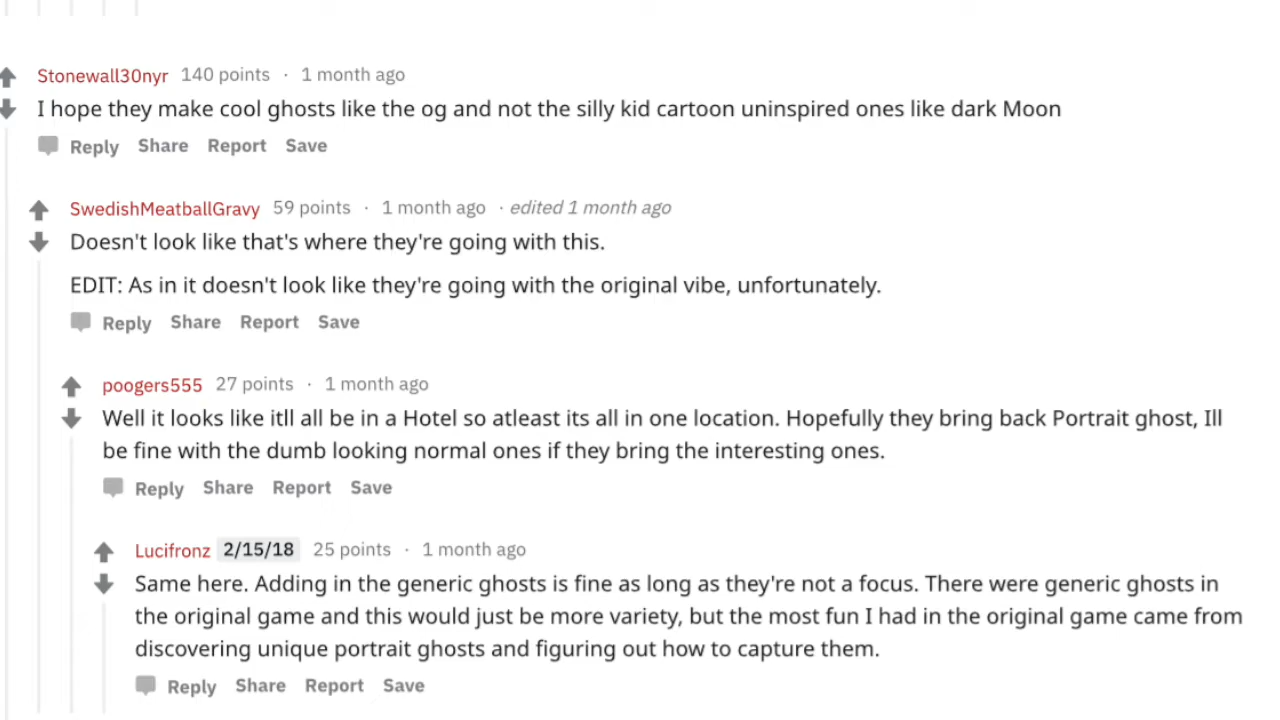 Stonewall30nyr 140 points · 1 month ago
I hope they make cool ghosts like the og and not the silly kid cartoon uninspired ones like dark Moon
Reply Share Report Save
SwedishMeatballGravy 59 points · 1 month ago · edited 1 month ago
Doesn't look like that's where they're going with this.
EDIT: As in it doesn't look like they're going with the original vibe, unfortunately.
Reply Share Report Save
poogers555 27 points · 1 month ago
Well it looks like itll all be in a Hotel so atleast its all in one location. Hopefully they bring back Portrait ghost, Ill
be fine with the dumb looking normal ones if they bring the interesting ones.
Reply Share Report Save
Lucifronz 2/15/18 25 points · 1 month ago
Same here. Adding in the generic ghosts is fine as long as they're not a focus. There were generic ghosts in
the original game and this would just be more variety, but the most fun I had in the original game came from
discovering unique portrait ghosts and figuring out how to capture them.
Reply Share Report Save